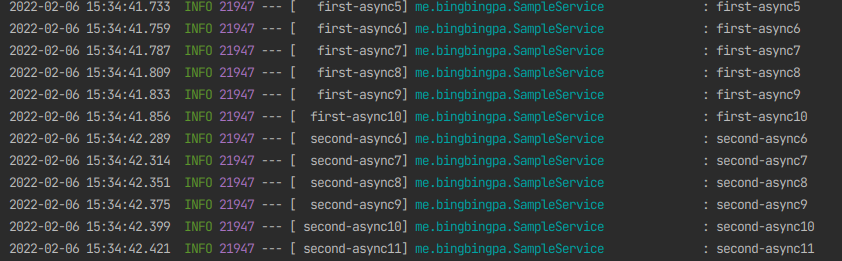 2022-02-06 15:34:41.733  INFO 21947 --- [   first-async5] me.bingbingpa.SampleService              : first-async5
2022-02-06 15:34:41.759  INFO 21947 --- [   first-async6] me.bingbingpa.SampleService              : first-async6
2022-02-06 15:34:41.787  INFO 21947 --- [   first-async7] me.bingbingpa.SampleService              : first-async7
2022-02-06 15:34:41.809  INFO 21947 --- [   first-async8] me.bingbingpa.SampleService              : first-async8
2022-02-06 15:34:41.833  INFO 21947 --- [   first-async9] me.bingbingpa.SampleService              : first-async9
2022-02-06 15:34:41.856  INFO 21947 --- [  first-async10] me.bingbingpa.SampleService              : first-async10
2022-02-06 15:34:42.289  INFO 21947 --- [  second-async6] me.bingbingpa.SampleService              : second-async6
2022-02-06 15:34:42.314  INFO 21947 --- [  second-async7] me.bingbingpa.SampleService              : second-async7
2022-02-06 15:34:42.351  INFO 21947 --- [  second-async8] me.bingbingpa.SampleService              : second-async8
2022-02-06 15:34:42.375  INFO 21947 --- [  second-async9] me.bingbingpa.SampleService              : second-async9
2022-02-06 15:34:42.399  INFO 21947 --- [ second-async10] me.bingbingpa.SampleService              : second-async10
2022-02-06 15:34:42.421  INFO 21947 --- [ second-async11] me.bingbingpa.SampleService              : second-async11